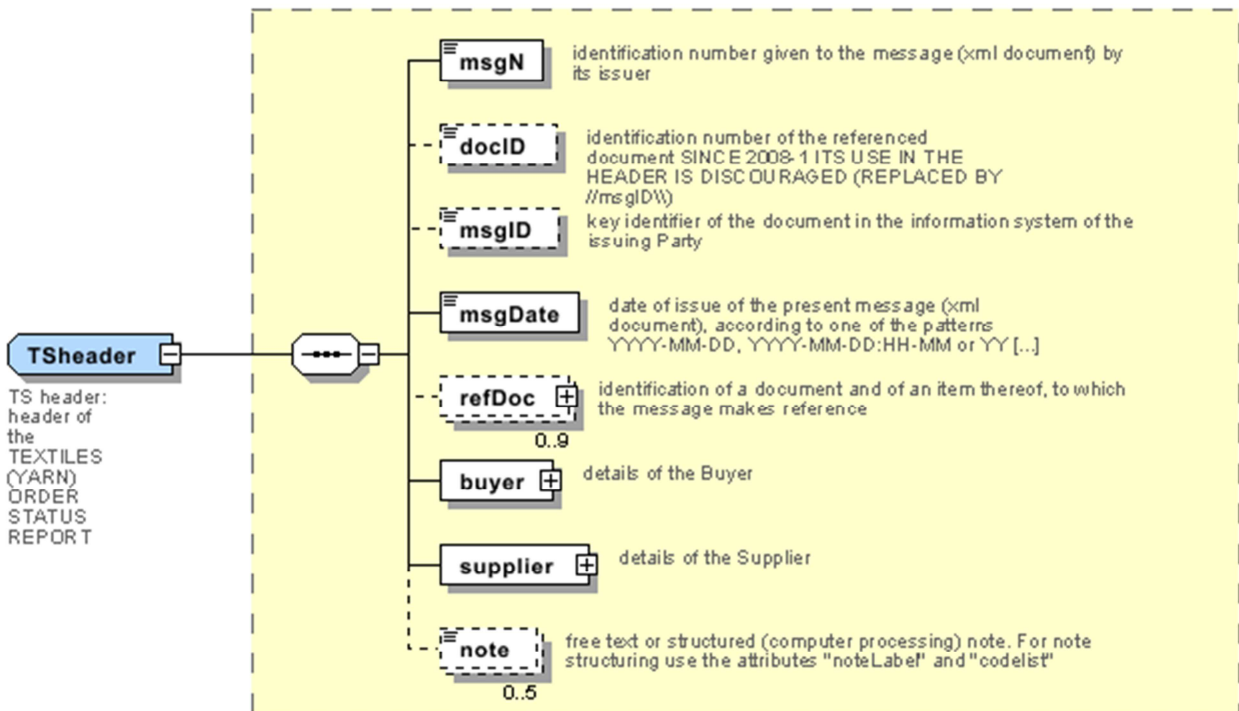 msgN
identification number given to the message (xml document) by
its issuer
docID
identification number of the referenced
document SINCE 2008-1 ITS USE IN THE
HEADER IS DISCOURAGED (REPLACED BY
//msgID\\)
msgID
key identifier of the document in the information system of the
issuing Party
msgDate
date of issue of the present message (xml
document), according to one of the patterns
YYYY-MM-DD, YYYY-MM-DD:HH-MM or YY [...]
TSheader
TS header:
header of
the
TEXTILES
(YARN)
ORDER
STATUS
REPORT
refDoc
identification of a document and of an item thereof, to which
the message makes reference
0..9
buyer
details of the Buyer
supplier
details of the Supplier
note
free text or structured (computer processing) note. For note
structuring use the attributes "noteLabel" and "codelist"
0..5